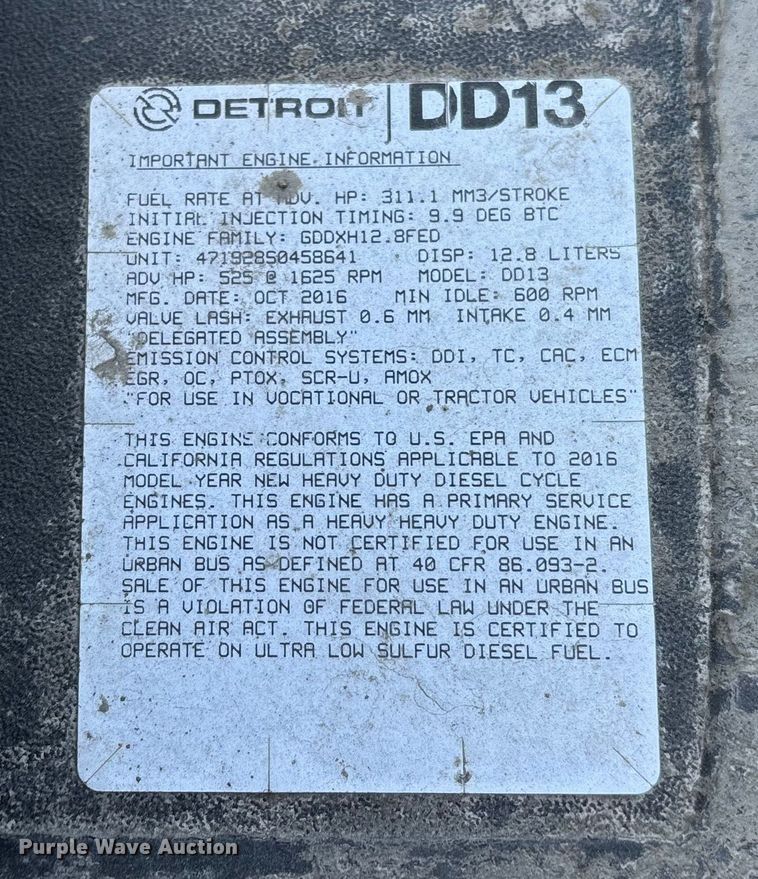 DETROIT | DD13
IMPORTANT ENGINE INFORMATION
FUEL RATE AT ADV. HP: 311.1 MM3/STROKE
INITIAL INJECTION TIMING: 9.9 DEG BTC
ENGINE FAMILY: GDDXH12.8FED
UNIT: 471928S0458641 DISP: 12.8 LITERS
ADV HP: 525 @ 1625 RPM MODEL: DD13
MFG. DATE: OCT 2016 MIN IDLE: 600 RPM
VALVE LASH: EXHAUST 0.6 MM INTAKE 0.4 MM
"DELEGATED ASSEMBLY"
EMISSION CONTROL SYSTEMS: DDI, TC, CAC, ECM
EGR, OC, PTOX, SCR-U, AMOX
"FOR USE IN VOCATIONAL OR TRACTOR VEHICLES"
THIS ENGINE CONFORMS TO U.S. EPA AND
CALIFORNIA REGULATIONS APPLICABLE TO 2016
MODEL YEAR NEW HEAVY DUTY DIESEL CYCLE
ENGINES. THIS ENGINE HAS A PRIMARY SERVICE
APPLICATION AS A HEAVY HEAVY DUTY ENGINE.
THIS ENGINE IS NOT CERTIFIED FOR USE IN AN
URBAN BUS AS DEFINED AT 40 CFR 86.093-2.
SALE OF THIS ENGINE FOR USE IN AN URBAN BUS
IS A VIOLATION OF FEDERAL LAW UNDER THE
CLEAN AIR ACT. THIS ENGINE IS CERTIFIED TO
OPERATE ON ULTRA LOW SULFUR DIESEL FUEL.
Purple Wave Auction